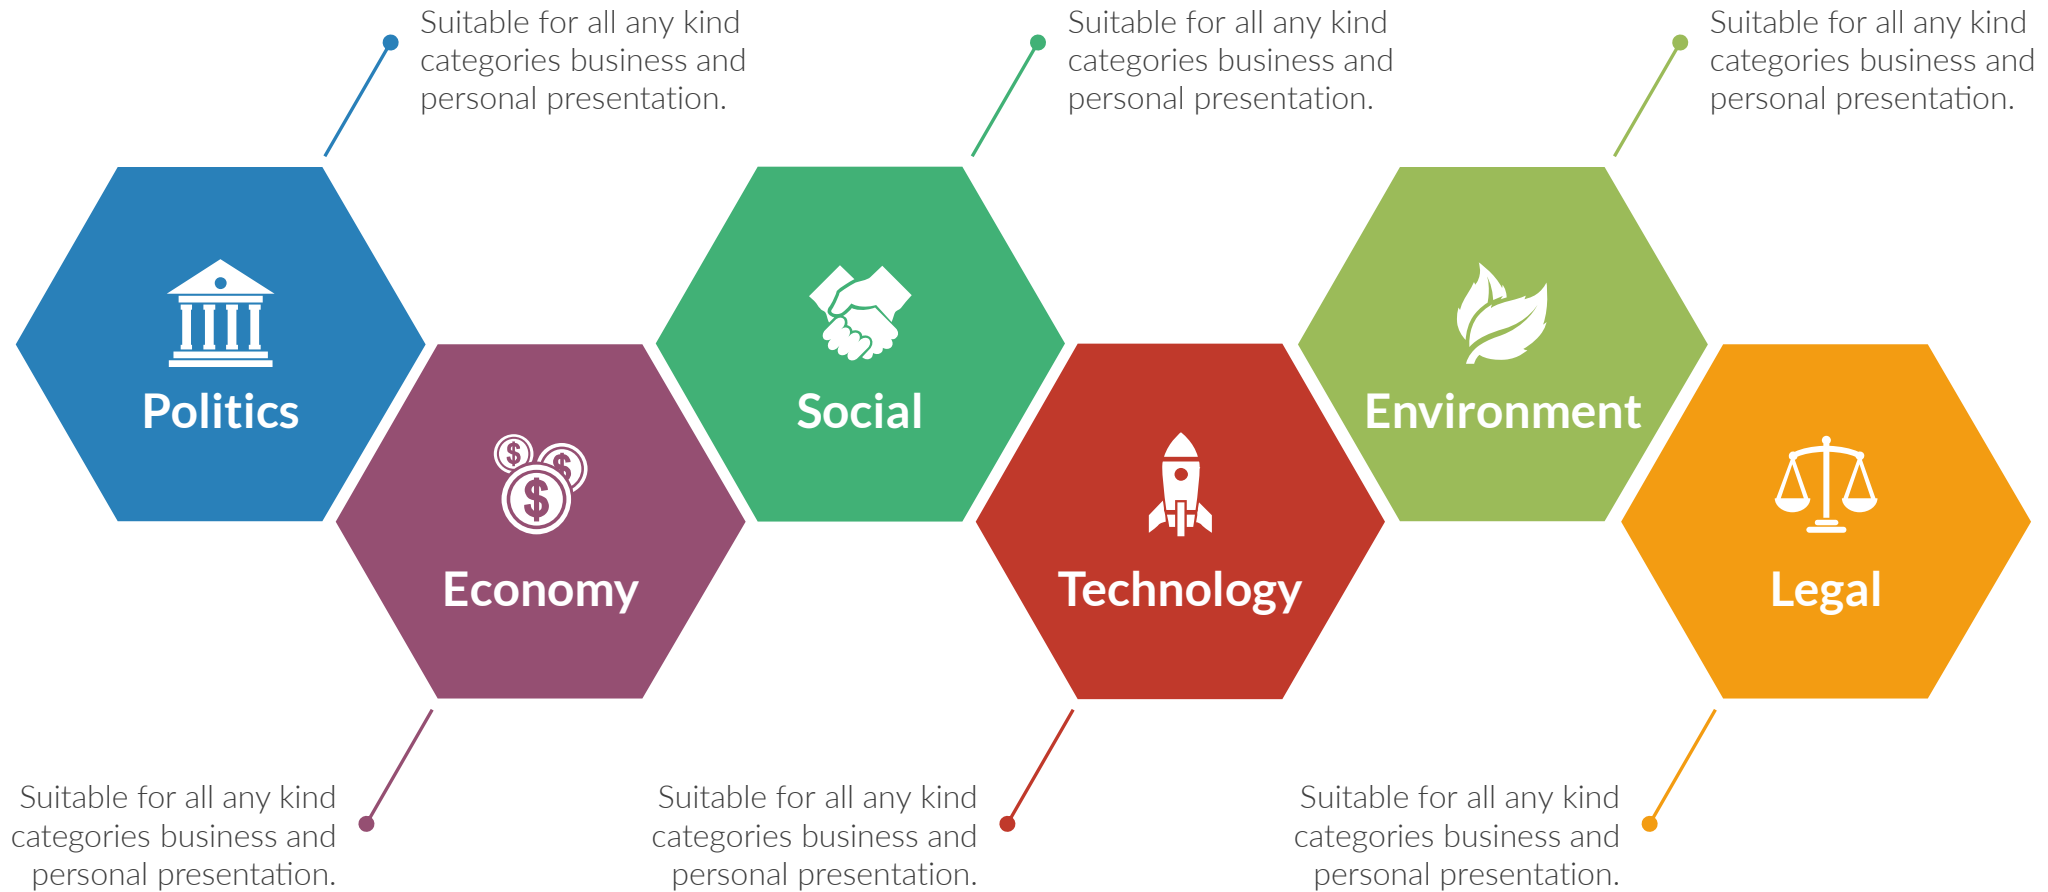 Suitable for all any kind
categories business and
personal presentation.
Suitable for all any kind
categories business and
personal presentation.
Suitable for all any kind
categories business and
personal presentation.
Politics
Social
Environment
$
$
$
Economy
Technology
Legal
Suitable for all any kind
categories business and
personal presentation.
Suitable for all any kind
categories business and
personal presentation.
Suitable for all any kind
categories business and
personal presentation.